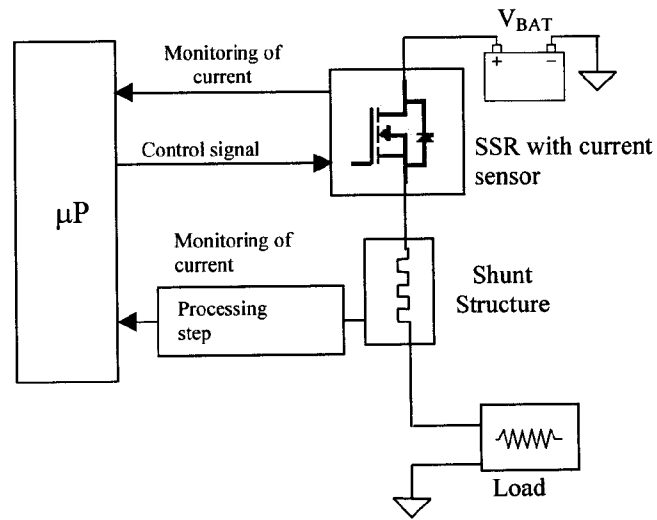 V_BAT
Monitoring of
current
+ −
Control signal
SSR with current
sensor
μP
Monitoring of
current
Shunt
Structure
Processing
step
Load